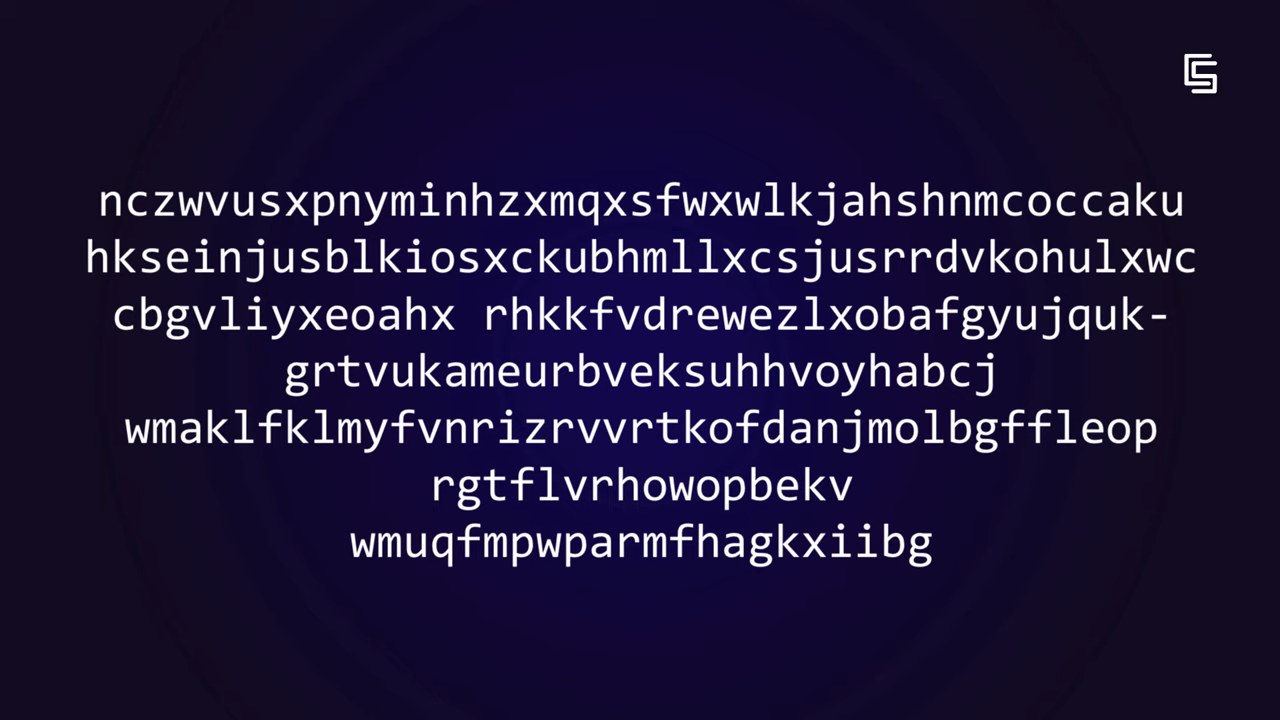 nczwvusxpnyminhzxmqxsfwxwlkjahshnmcoccaku
hkseinjusblkiosxckubhmllxcsjusrrdvkohulxwc
cbgvliyxeoahx rhkkfvdrewezlxobafgyujquk-
grtvukameurbveksuhhvoyhabcj
wmaklfklmyfvnrizrvvrtkofdanjmolbgffleop
rgtflvrhowopbekv
wmuqfmpwparmfhagkxiibg